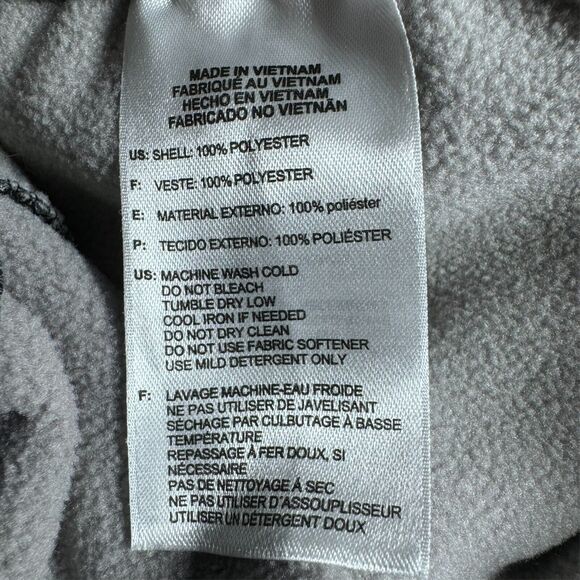 MADE IN VIETNAM
FABRIQUÉ AU VIETNAM
HECHO EN VIETNAM
FABRICADO NO VIETNÃN
US: SHELL: 100% POLYESTER
F: VESTE: 100% POLYESTER
E: MATERIAL EXTERNO: 100% poliéster
P: TECIDO EXTERNO: 100% POLIÉSTER
US: MACHINE WASH COLD
DO NOT BLEACH
TUMBLE DRY LOW
COOL IRON IF NEEDED
DO NOT DRY CLEAN
DO NOT USE FABRIC SOFTENER
USE MILD DETERGENT ONLY
F: LAVAGE MACHINE-EAU FROIDE
NE PAS UTILISER DE JAVELISANT
SÉCHAGE PAR CULBUTAGE À BASSE
TEMPÉRATURE
REPASSAGE À FER DOUX, SI
NÉCESSAIRE
PAS DE NETTOYAGE À SEC
NE PAS UTILISER D'ASSOUPLISSEUR
UTILISER UN DÉTERGENT DOUX